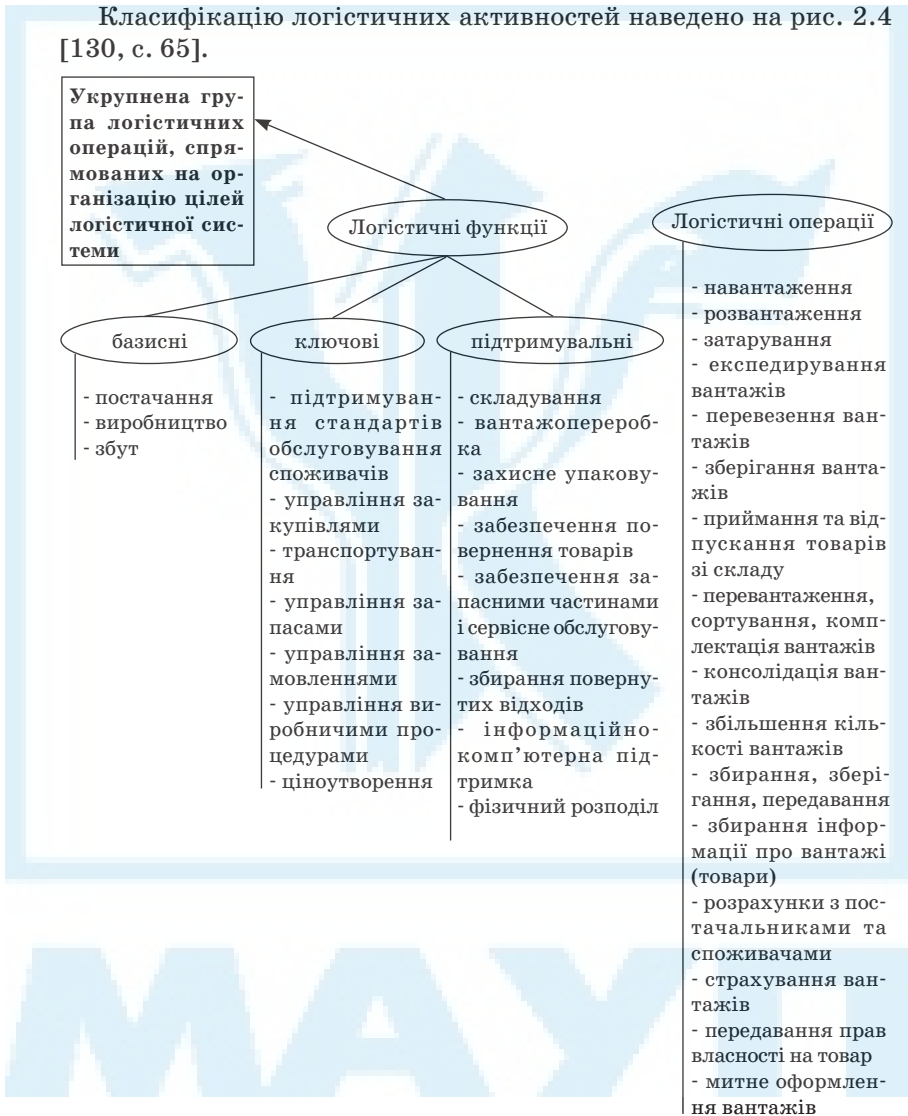 Класифікацію логістичних активностей наведено на рис. 2.4
[130, с. 65].
Укрупнена гру-
па логістичних
операцій, спря-
мованих на ор-
ганізацію цілей
логістичної сис-
теми
Логістичні функції
Логістичні операції
базисні
- постачання
- виробництво
- збут
ключові
- підтримуван-
ня стандартів
обслуговування
споживачів
- управління за-
купівлями
- транспортуван-
ня
- управління за-
пасами
- управління за-
мовленнями
- управління ви-
робничими про-
цедурами
- ціноутворення
підтримувальні
- складування
- вантажоперероб-
ка
- захисне упакову-
вання
- забезпечення по-
вернення товарів
- забезпечення за-
пасними частинами
і сервісне обслугову-
вання
- збирання поверну-
тих відходів
- інформаційно-
комп’ютерна під-
тримка
- фізичний розподіл
- навантаження
- розвантаження
- затарування
- експедирування
вантажів
- перевезення ван-
тажів
- зберігання ванта-
жів
- приймання та від-
пускання товарів
зі складу
- перевантаження,
сортування, комп-
лектація вантажів
- консолідація ван-
тажів
- збільшення кіль-
кості вантажів
- збирання, збері-
гання, передавання
- збирання інфор-
мації про вантажі
(товари)
- розрахунки з пос-
тачальниками та
споживачами
- страхування ван-
тажів
- передавання прав
власності на товар
- митне оформлен-
ня вантажів
МАУП